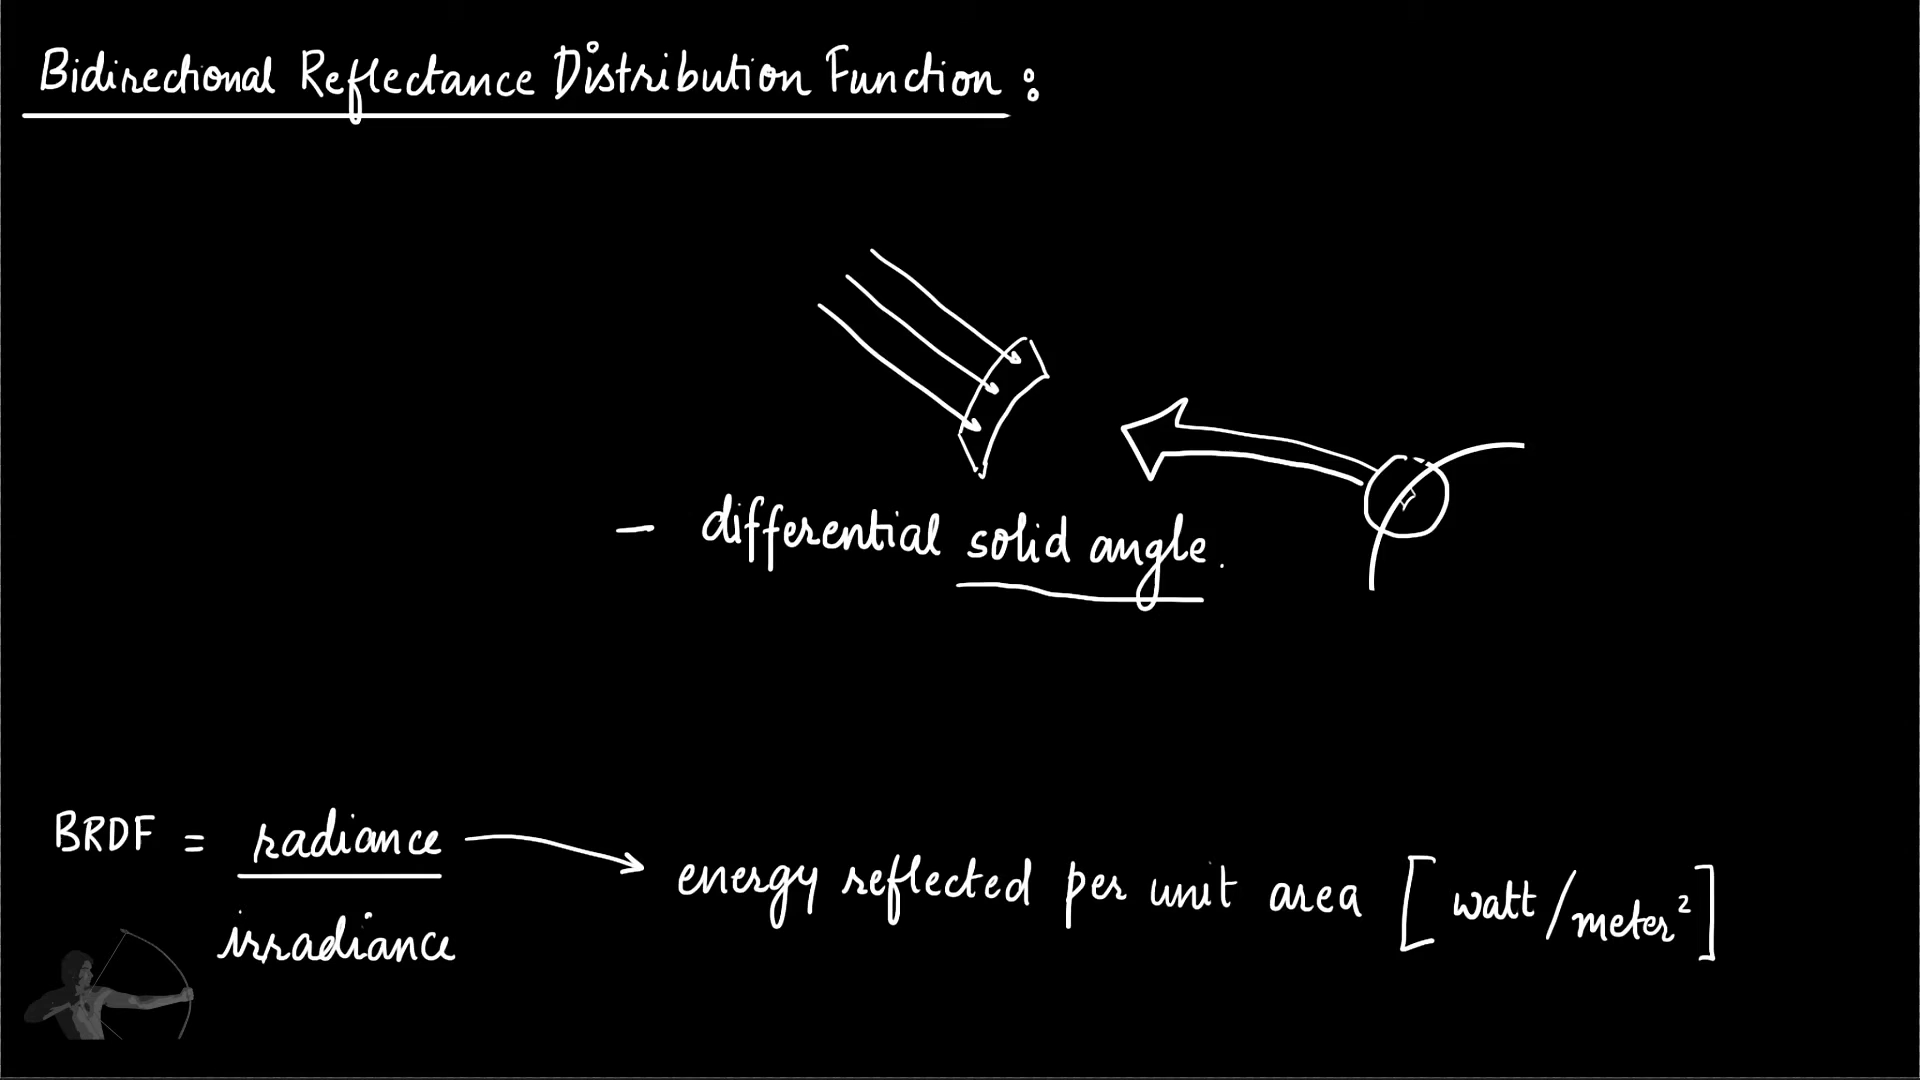 Bidirectional Reflectance Distribution Function :
- differential solid angle.
BRDF = radiance
irradiance
energy reflected per unit area [watt/meter²]